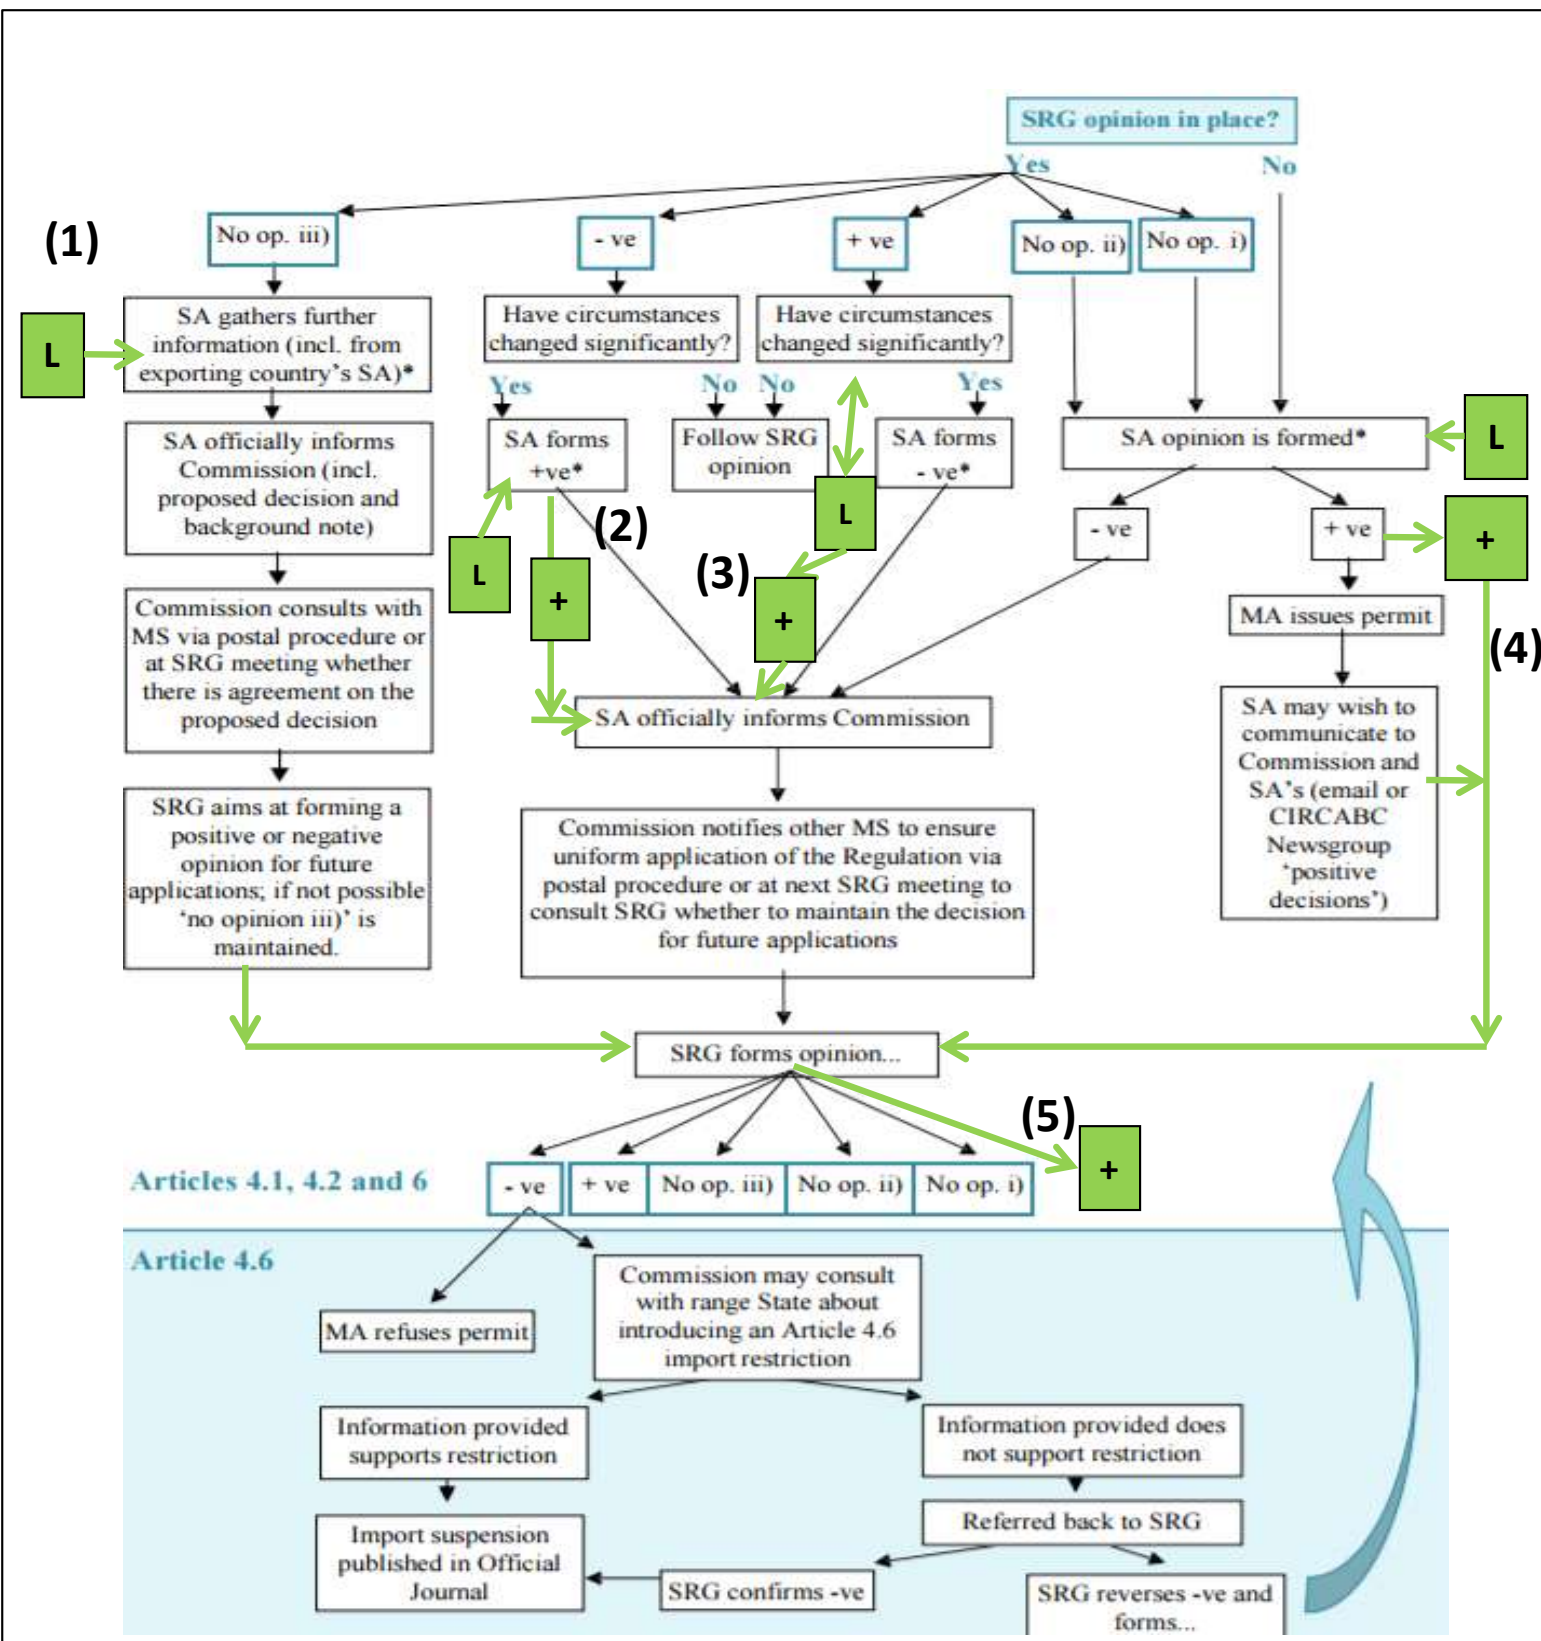 SRG opinion in place?
Yes
No
(1)
No op. iii)
- ve
+ ve
No op. ii)
No op. i)
L
SA gathers further
information (incl. from
exporting country's SA)*
Have circumstances
changed significantly?
Have circumstances
changed significantly?
Yes
No
No
Yes
SA officially informs
Commission (incl.
proposed decision and
background note)
SA forms
+ve*
Follow SRG
opinion
SA forms
- ve*
SA opinion is formed*
L
L
(2)
L
- ve
+ ve
+
+
(3)
+
Commission consults with
MS via postal procedure or
at SRG meeting whether
there is agreement on the
proposed decision
MA issues permit
(4)
SA officially informs Commission
SA may wish to
communicate to
Commission and
SA's (email or
CIRCABC
Newsgroup
'positive
decisions')
SRG aims at forming a
positive or negative
opinion for future
applications; if not possible
'no opinion iii)' is
maintained.
Commission notifies other MS to ensure
uniform application of the Regulation via
postal procedure or at next SRG meeting to
consult SRG whether to maintain the decision
for future applications
SRG forms opinion...
(5)
+
Articles 4.1, 4.2 and 6
- ve
+ ve
No op. iii)
No op. ii)
No op. i)
Article 4.6
Commission may consult
with range State about
introducing an Article 4.6
import restriction
MA refuses permit
Information provided
supports restriction
Information provided does
not support restriction
Import suspension
published in Official
Journal
Referred back to SRG
SRG confirms -ve
SRG reverses -ve and
forms...